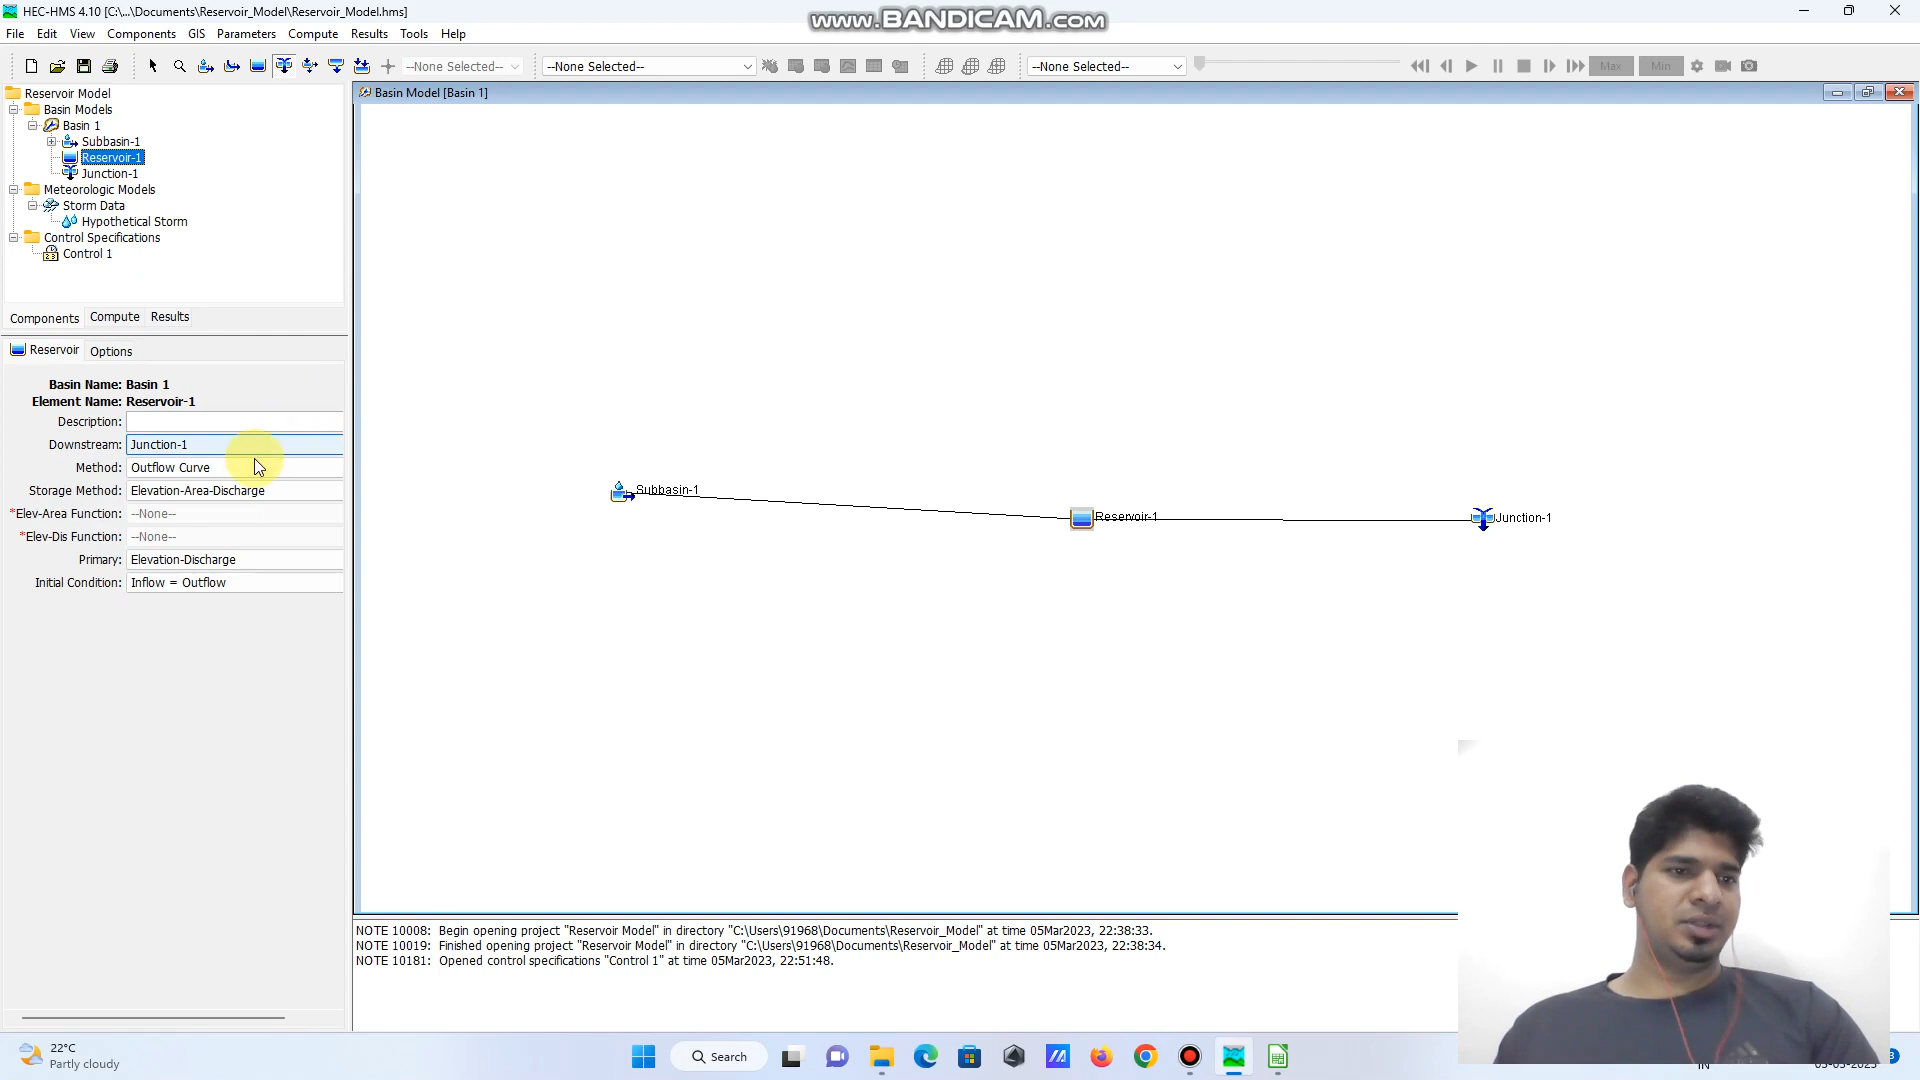 HEC-HMS 4.10 [C:\...\Documents\Reservoir_Model\Reservoir_Model.hms]
www.BANDICAM.com
File Edit View Components GIS Parameters Compute Results Tools Help
--None Selected-- --None Selected-- --None Selected-- Max Min
Reservoir Model
Basin Models
Basin 1
Subbasin-1
Reservoir-1
Junction-1
Meteorologic Models
Storm Data
Hypothetical Storm
Control Specifications
Control 1
Components Compute Results
Reservoir Options
Basin Name: Basin 1
Element Name: Reservoir-1
Description:
Downstream: Junction-1
Method: Outflow Curve
Storage Method: Elevation-Area-Discharge
*Elev-Area Function: --None--
*Elev-Dis Function: --None--
Primary: Elevation-Discharge
Initial Condition: Inflow = Outflow
Basin Model [Basin 1]
Subbasin-1
Reservoir-1
Junction-1
NOTE 10008: Begin opening project "Reservoir Model" in directory "C:\Users\91968\Documents\Reservoir_Model" at time 05Mar2023, 22:38:33.
NOTE 10019: Finished opening project "Reservoir Model" in directory "C:\Users\91968\Documents\Reservoir_Model" at time 05Mar2023, 22:38:34.
NOTE 10181: Opened control specifications "Control 1" at time 05Mar2023, 22:51:48.
22°C
Partly cloudy
Search
IN